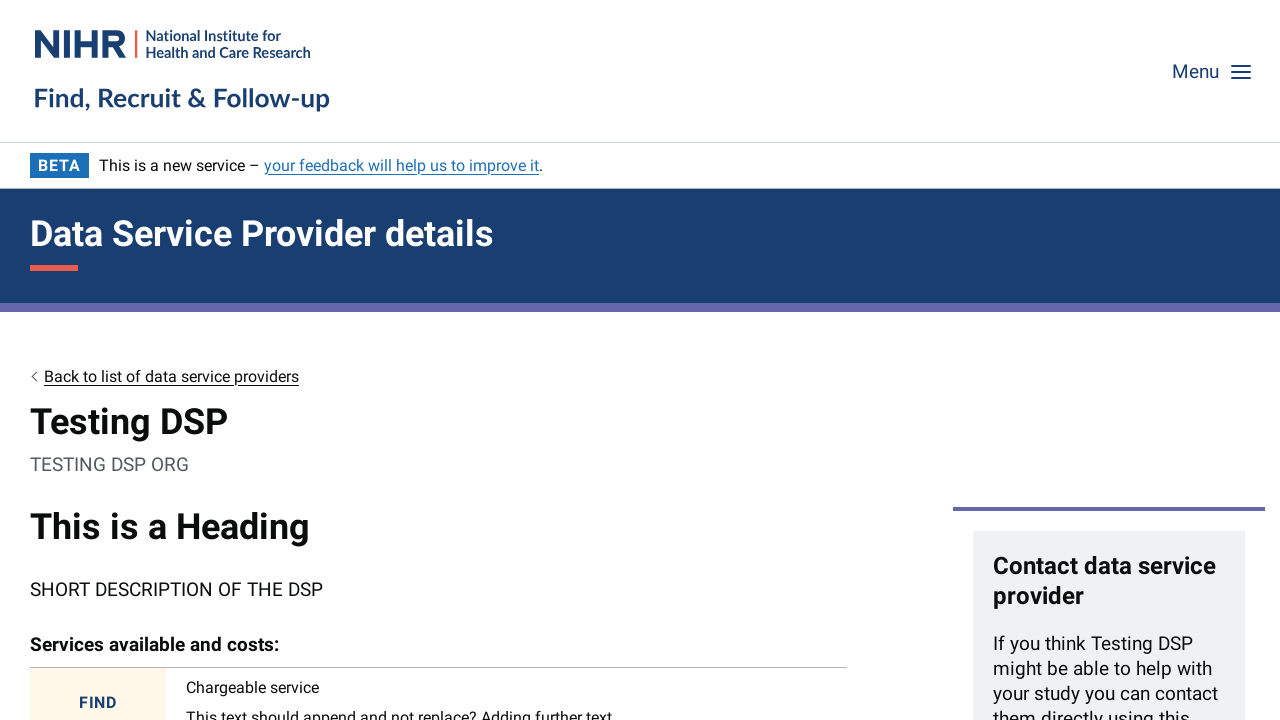 NIHR | National Institute for
Health and Care Research
Find, Recruit & Follow-up
Menu
BETA This is a new service – your feedback will help us to improve it.
Data Service Provider details
Back to list of data service providers
Testing DSP
TESTING DSP ORG
This is a Heading
SHORT DESCRIPTION OF THE DSP
Services available and costs:
FIND
Chargeable service
This text should append and not replace? Adding further text
Contact data service
provider
If you think Testing DSP
might be able to help with
your study you can contact
them directly using this